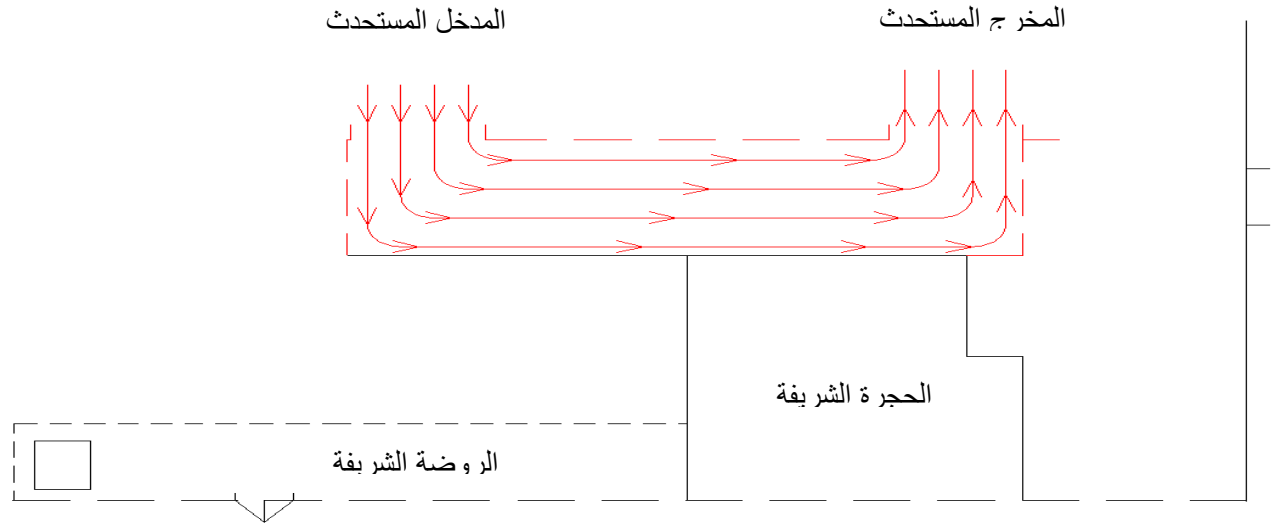 المخرج المستحدث
المدخل المستحدث
الحجرة الشريفة
الروضة الشريفة